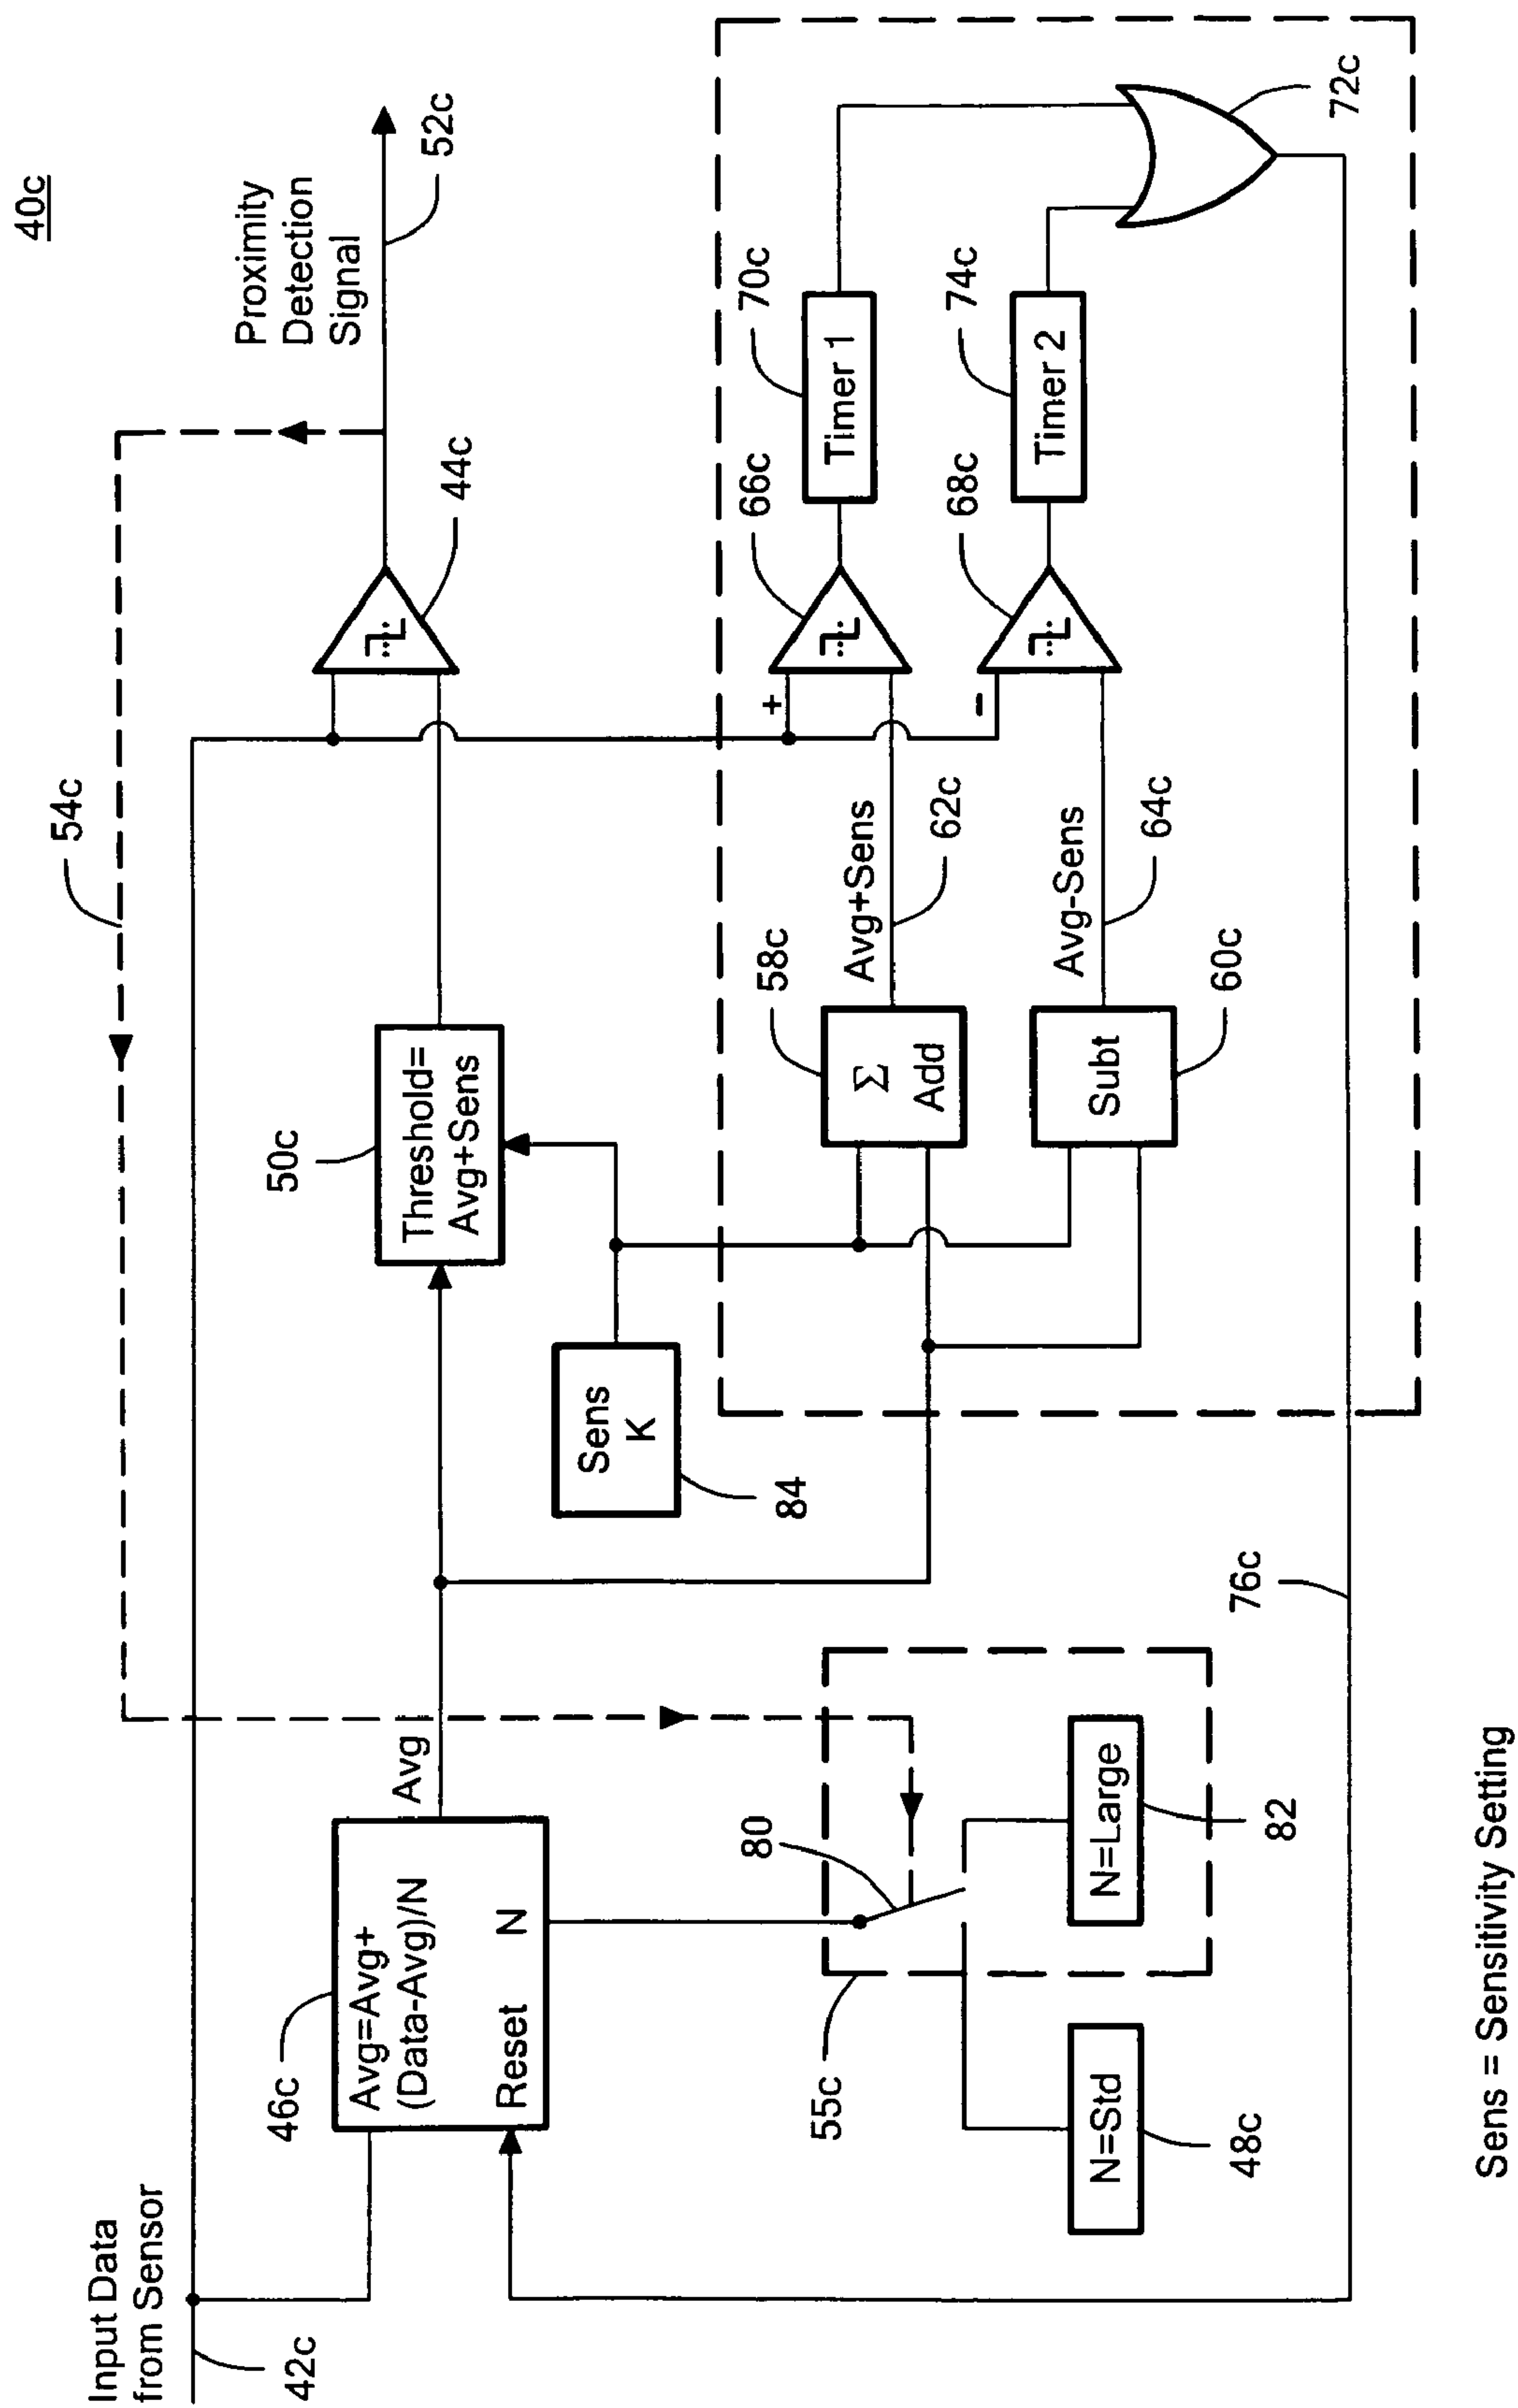 40c
Input Data
from Sensor
42c
54c
Proximity
Detection
Signal
52c
44c
46c
Avg=Avg+
(Data-Avg)/N
Reset
N
Avg
50c
Threshold=
Avg+Sens
Sens
K
84
55c
80
N=Std
48c
N=Large
82
58c
Σ
Add
Avg+Sens
62c
+
66c
Timer 1
70c
Subt
60c
Avg-Sens
64c
-
68c
Timer 2
74c
72c
76c
Sens = Sensitivity Setting